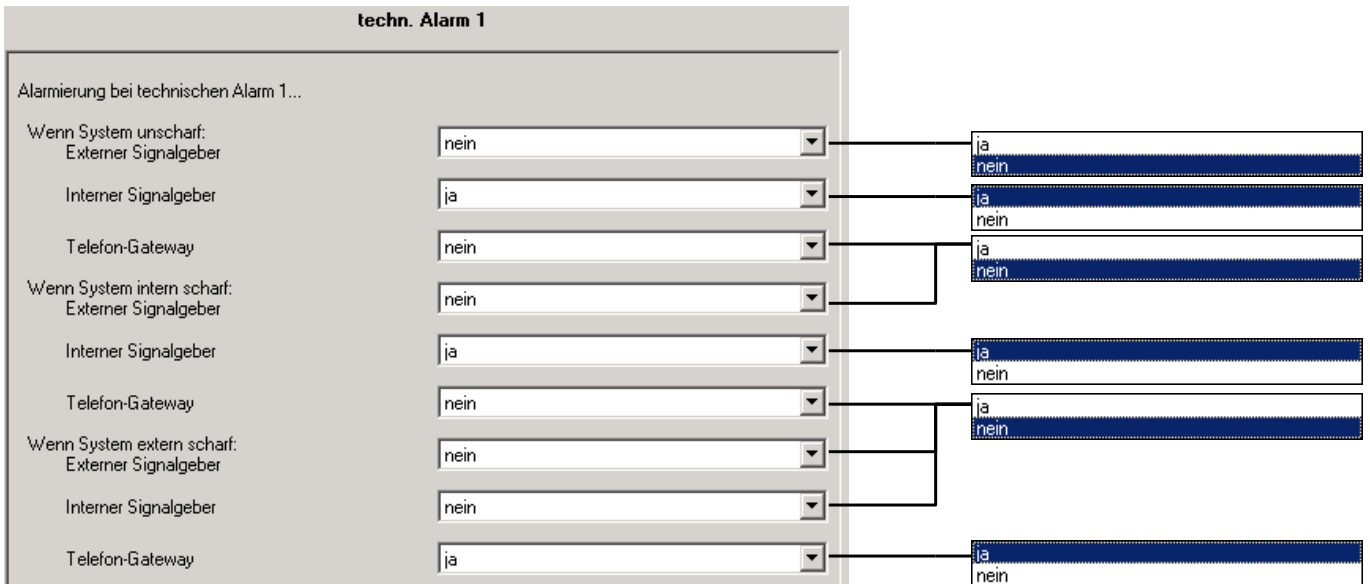 techn. Alarm 1
Alarmierung bei technischen Alarm 1...
Wenn System unscharf:
Externer Signalgeber
nein
ja
nein
Interner Signalgeber
ja
ja
nein
Telefon-Gateway
nein
ja
nein
Wenn System intern scharf:
Externer Signalgeber
nein
Interner Signalgeber
ja
ja
nein
Telefon-Gateway
nein
ja
nein
Wenn System extern scharf:
Externer Signalgeber
nein
Interner Signalgeber
nein
Telefon-Gateway
ja
ja
nein